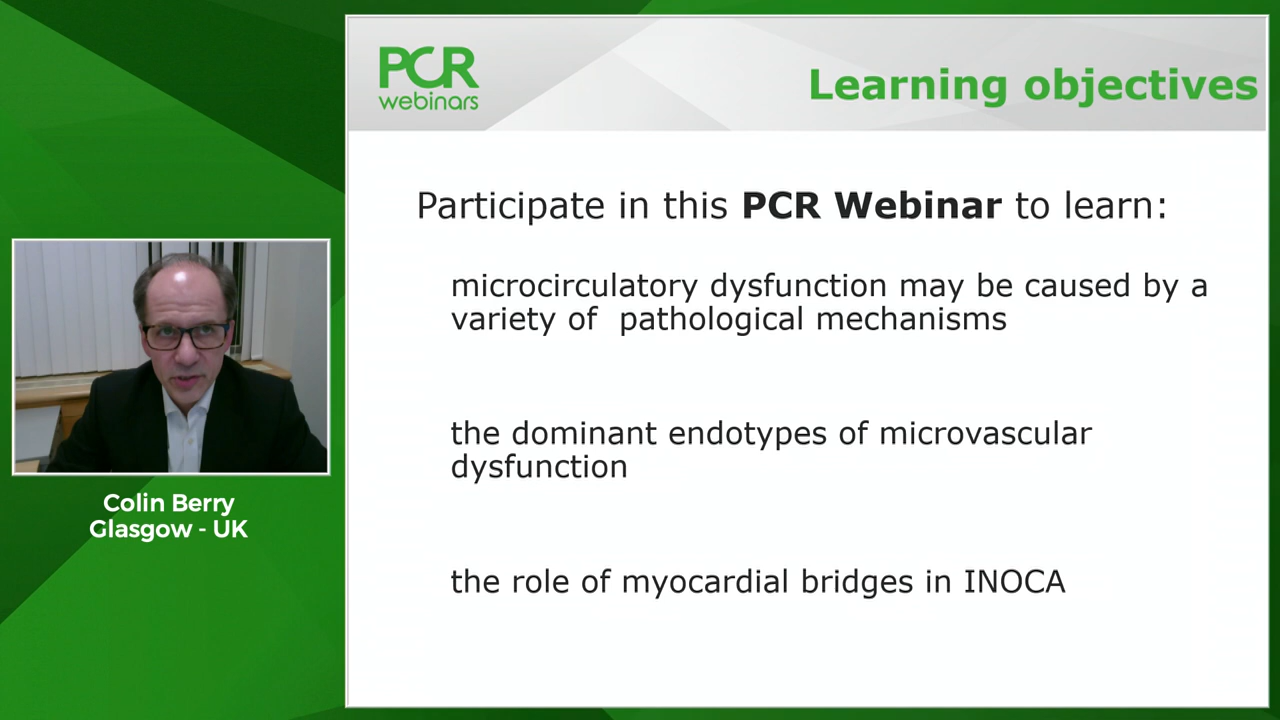 PCR
webinars
Learning objectives
Participate in this PCR Webinar to learn:
microcirculatory dysfunction may be caused by a
variety of  pathological mechanisms
the dominant endotypes of microvascular
dysfunction
the role of myocardial bridges in INOCA
Colin Berry
Glasgow - UK